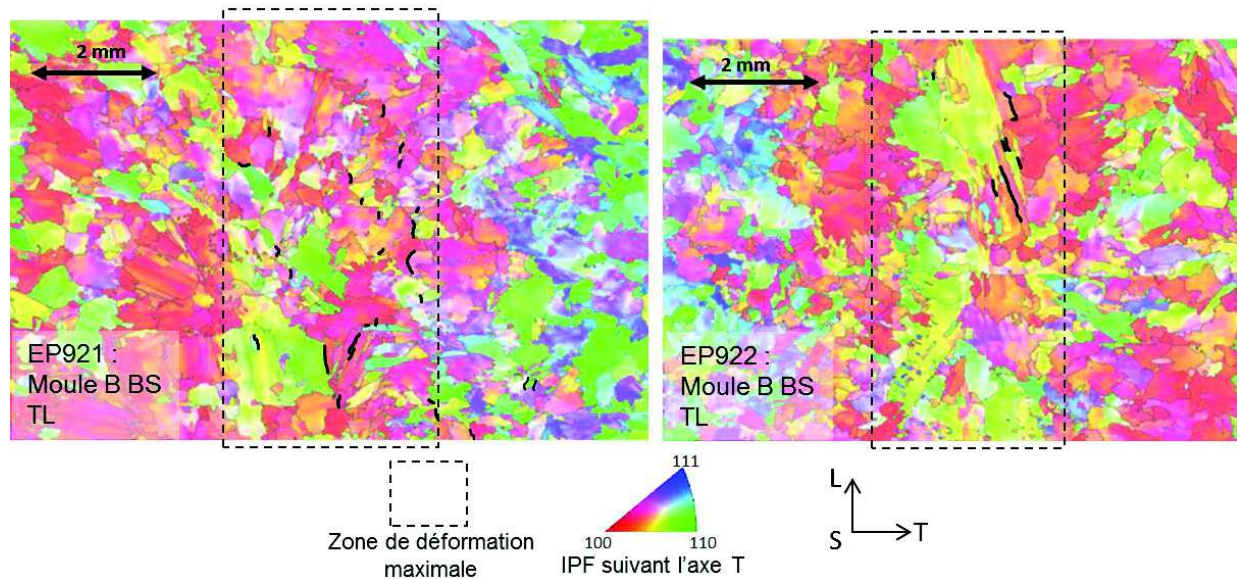 2 mm
2 mm
EP921 :
Moule B BS
TL
EP922 :
Moule B BS
TL
Zone de déformation
maximale
111
100
110
IPF suivant l'axe T
L
S
T